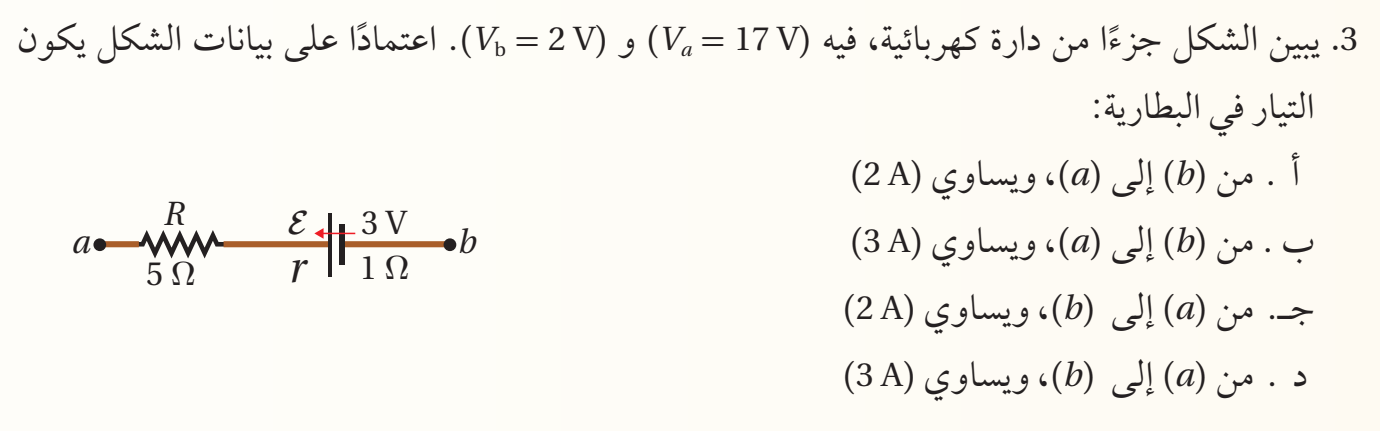 3. يبين الشكل جزءًا من دارة كهربائية، فيه (Va = 17 V) و (Vb = 2 V). اعتمادًا على بيانات الشكل يكون
التيار في البطارية:
أ . من (b) إلى (a)، ويساوي (2 A)
ب . من (b) إلى (a)، ويساوي (3 A)
جـ. من (a) إلى (b)، ويساوي (2 A)
د . من (a) إلى (b)، ويساوي (3 A)
R ℰ 3 V
a b
5 Ω r 1 Ω